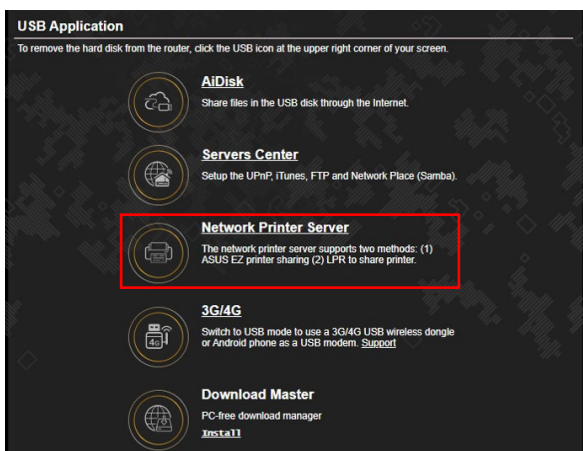 USB Application
To remove the hard disk from the router, click the USB icon at the upper right corner of your screen.
AiDisk
Share files in the USB disk through the Internet.
Servers Center
Setup the UPnP, iTunes, FTP and Network Place (Samba).
Network Printer Server
The network printer server supports two methods: (1)
ASUS EZ printer sharing (2) LPR to share printer.
3G/4G
4G
Switch to USB mode to use a 3G/4G USB wireless dongle
or Android phone as a USB modem. Support
Download Master
PC-free download manager
Install